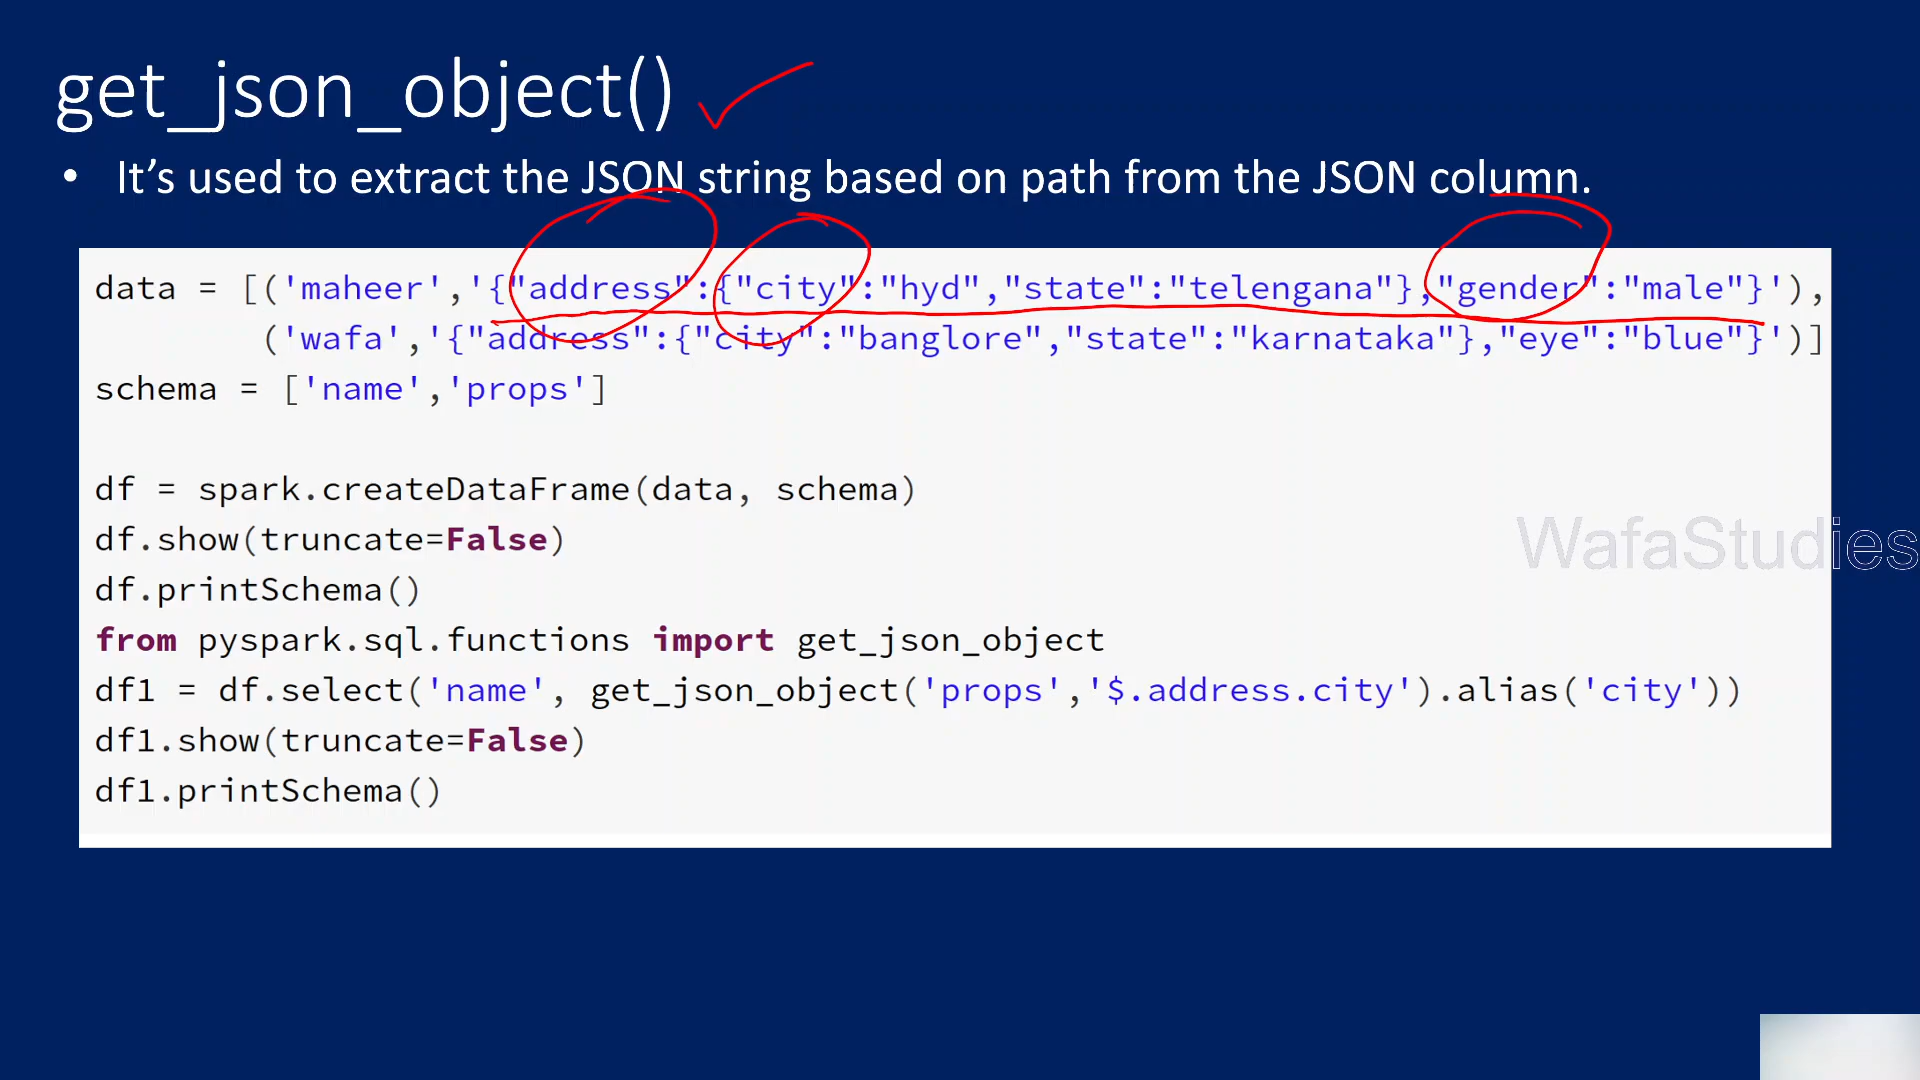 get_json_object()
• It’s used to extract the JSON string based on path from the JSON column.
data = [('maheer','{"address":{"city":"hyd","state":"telengana"},"gender":"male"}'),
('wafa','{"address":{"city":"banglore","state":"karnataka"},"eye":"blue"}')]
schema = ['name','props']
df = spark.createDataFrame(data, schema)
df.show(truncate=False)
WafaStudies
df.printSchema()
from pyspark.sql.functions import get_json_object
df1 = df.select('name', get_json_object('props','$.address.city').alias('city'))
df1.show(truncate=False)
df1.printSchema()